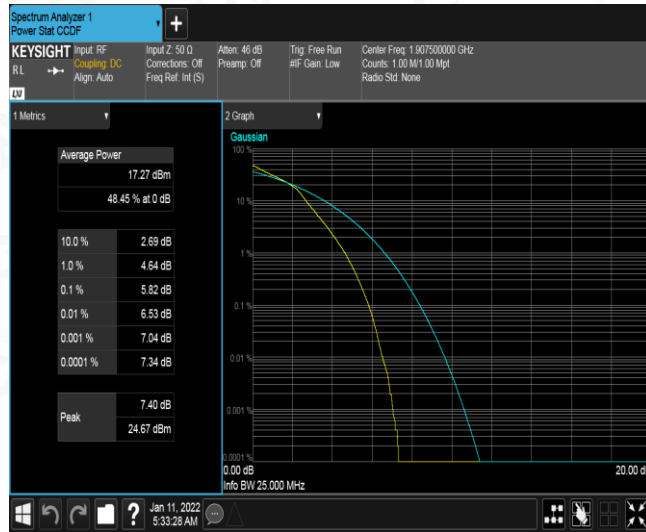 Spectrum Analyzer 1
Power Stat CCDF
KEYSIGHT
RL
LXI
Input: RF
Coupling: DC
Align: Auto
Input Z: 50 Ω
Corrections: Off
Freq Ref: Int (S)
Atten: 46 dB
Preamp: Off
Trig: Free Run
#IF Gain: Low
Center Freq: 1.907500000 GHz
Counts: 1.00 M/1.00 Mpt
Radio Std: None
1 Metrics
Average Power
17.27 dBm
48.45 % at 0 dB
10.0 % 2.69 dB
1.0 % 4.64 dB
0.1 % 5.82 dB
0.01 % 6.53 dB
0.001 % 7.04 dB
0.0001 % 7.34 dB
Peak
7.40 dB
24.67 dBm
2 Graph
Gaussian
100 %
10 %
1 %
0.1 %
0.01 %
0.001 %
0.0001 %
0.00 dB
20.00 d
Info BW 25.000 MHz
?
Jan 11, 2022
5:33:28 AM